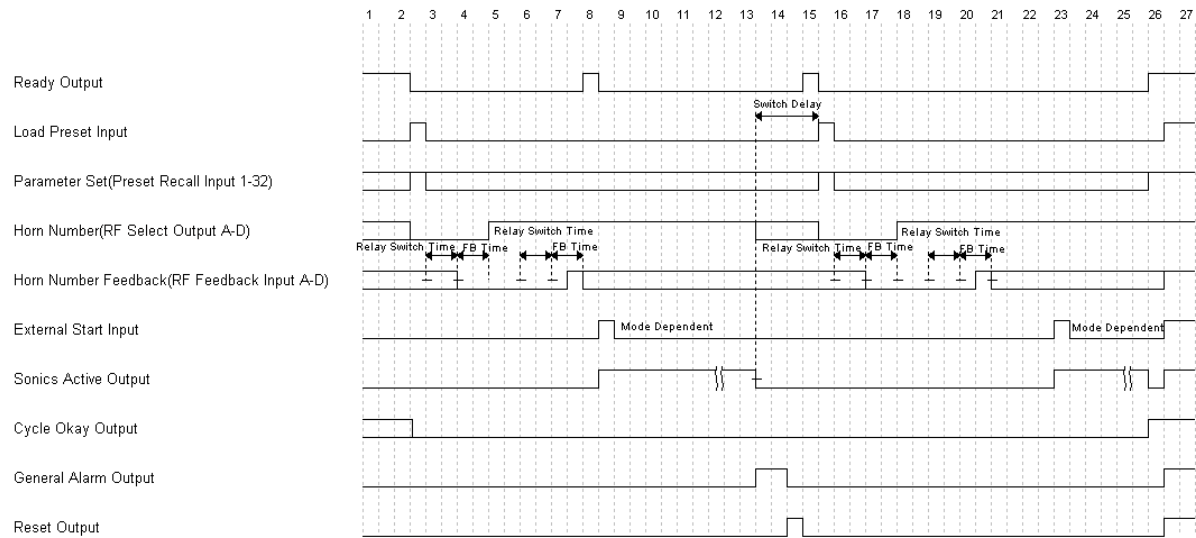 1 2 3 4 5 6 7 8 9 10 11 12 13 14 15 16 17 18 19 20 21 22 23 24 25 26 27
Ready Output
Switch Delay
Load Preset Input
Parameter Set(Preset Recall Input 1-32)
Horn Number(RF Select Output A-D)
Relay Switch Time
Relay Switch Time
Relay Switch Time FB Time
FB Time
Relay Switch Time FB Time
FB Time
Horn Number Feedback(RF Feedback Input A-D)
External Start Input
Mode Dependent
Mode Dependent
Sonics Active Output
Cycle Okay Output
General Alarm Output
Reset Output